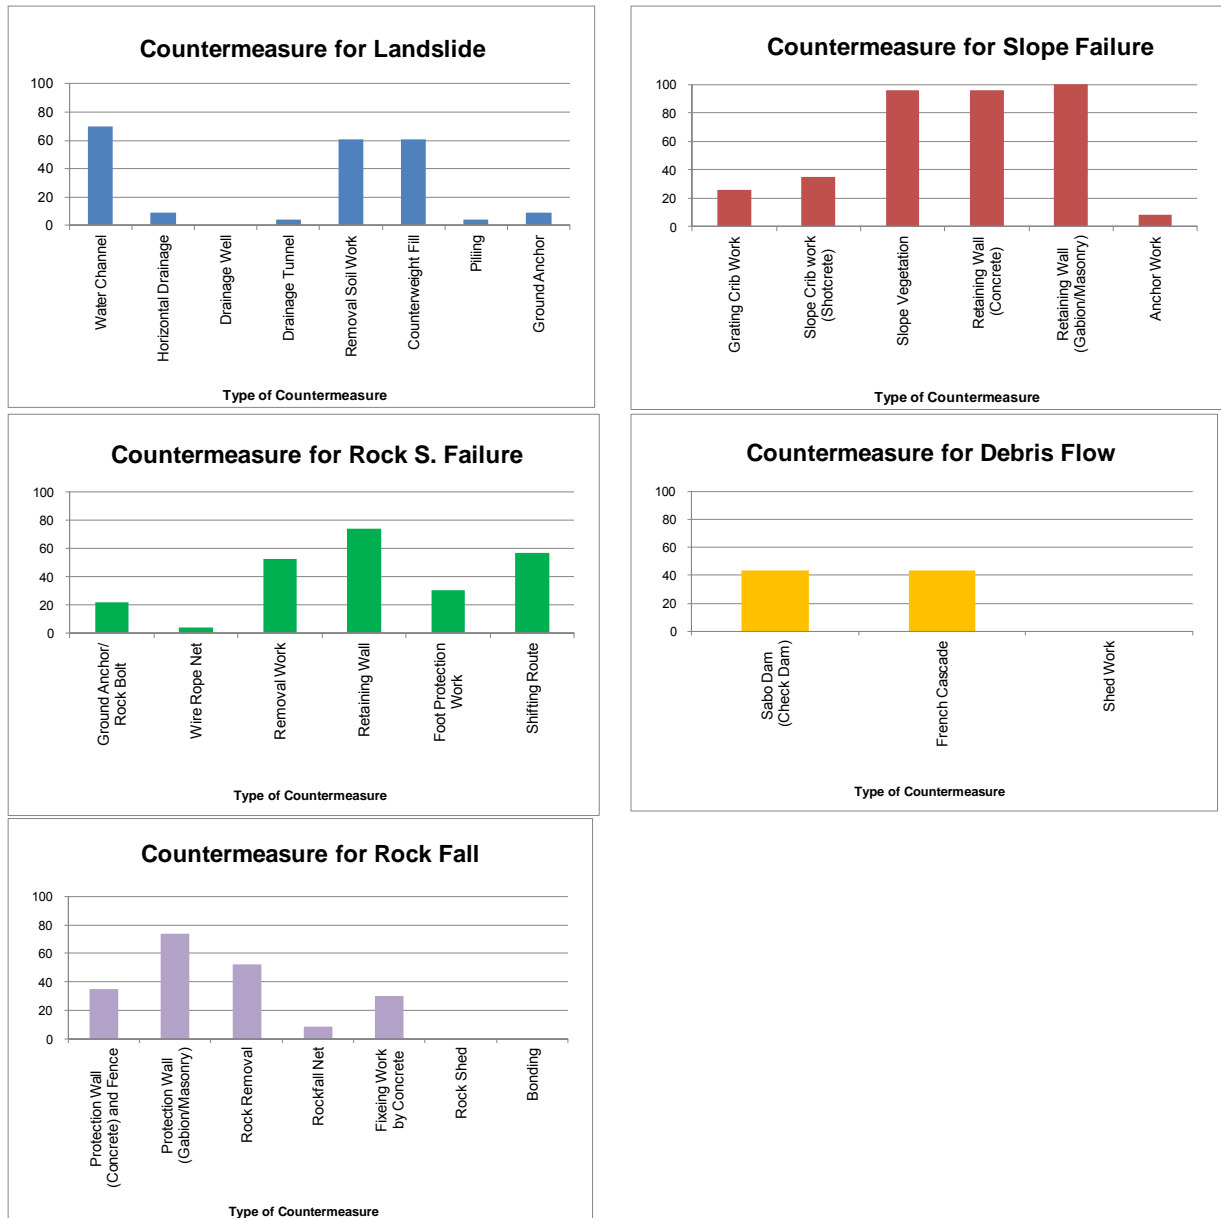 Countermeasure for Landslide
100
80
60
40
20
0
Water Channel
Horizontal Drainage
Drainage Well
Drainage Tunnel
Removal Soil Work
Counterweight Fill
Pliiing
Ground Anchor
Type of Countermeasure
Countermeasure for Slope Failure
100
80
60
40
20
0
Grating Crib Work
Slope Crib work
(Shotcrete)
Slope Vegetation
Retaining Wall
(Concrete)
Retaining Wall
(Gabion/Masonry)
Anchor Work
Type of Countermeasure
Countermeasure for Rock S. Failure
100
80
60
40
20
0
Ground Anchor/
Rock Bolt
Wire Rope Net
Removal Work
Retaining Wall
Foot Protection
Work
Shifting Route
Type of Countermeasure
Countermeasure for Debris Flow
100
80
60
40
20
0
Sabo Dam
(Check Dam)
French Cascade
Shed Work
Type of Countermeasure
Countermeasure for Rock Fall
100
80
60
40
20
0
Protection Wall
(Concrete) and Fence
Protection Wall
(Gabion/Masonry)
Rock Removal
Rockfall Net
Fixeing Work
by Concrete
Rock Shed
Bonding
Type of Countermeasure